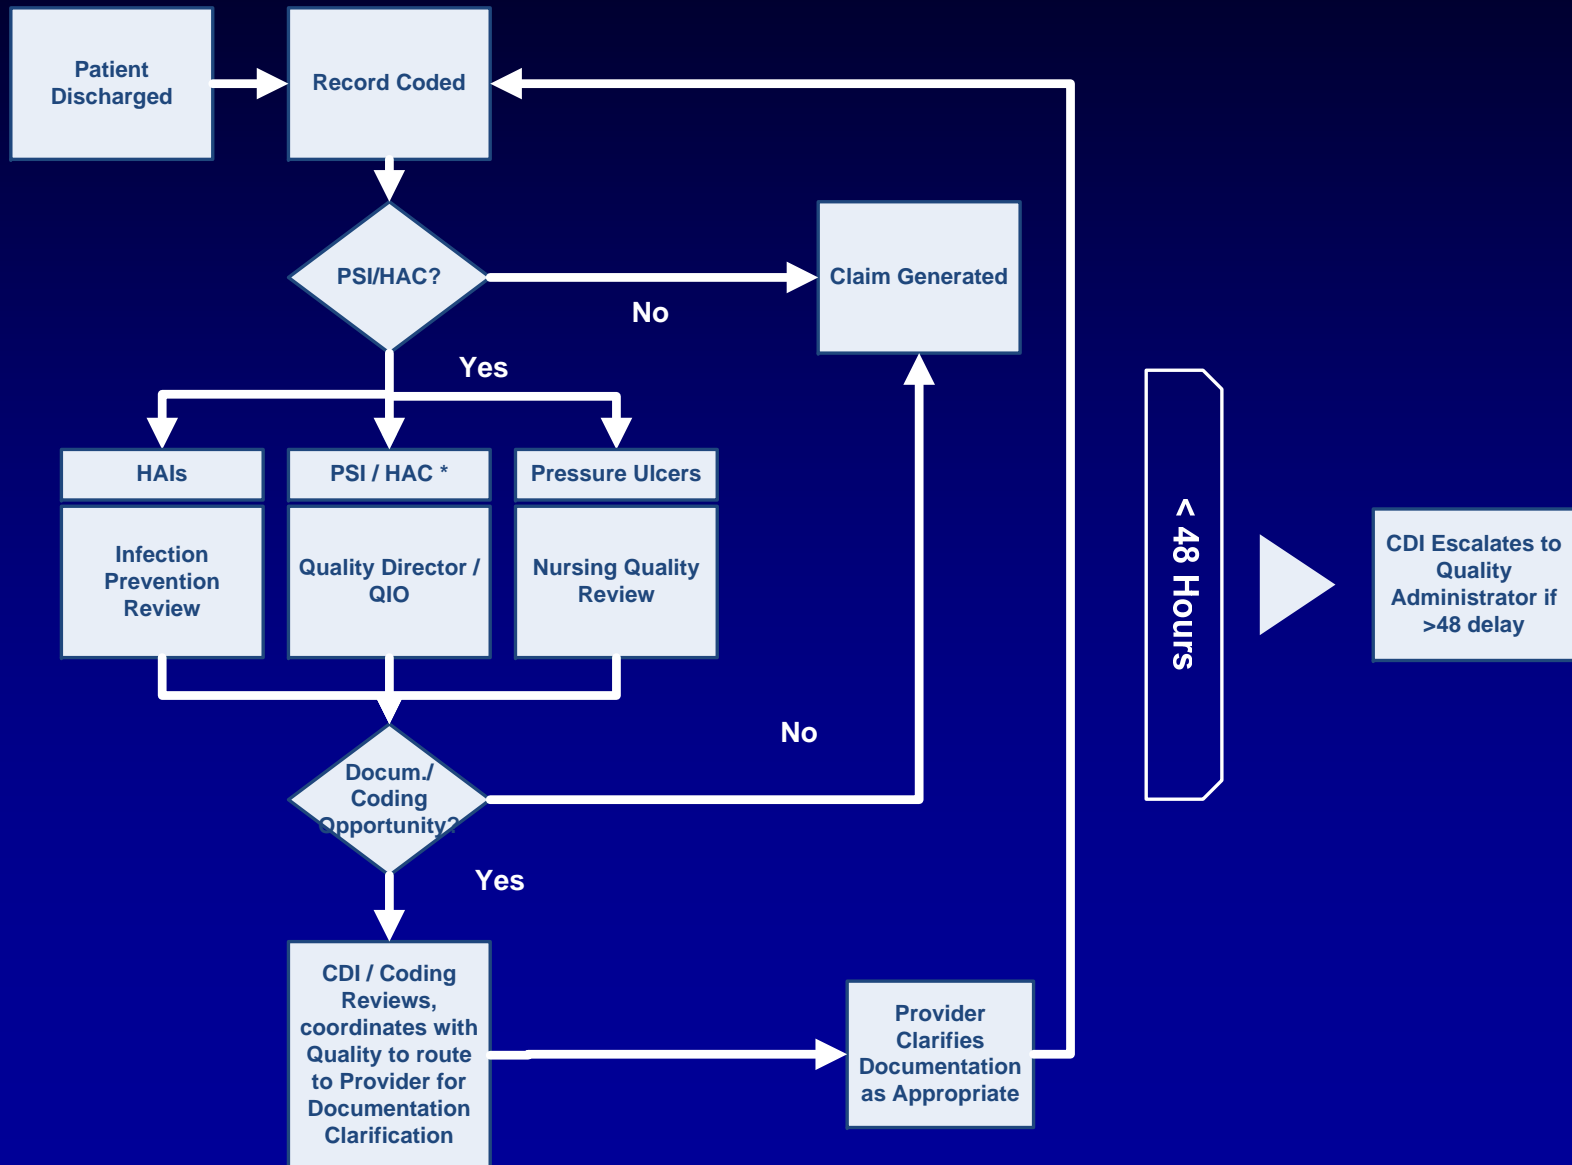 Patient
Discharged
Record Coded
PSI/HAC?
No
Claim Generated
Yes
HAIs
PSI / HAC *
Pressure Ulcers
Infection
Prevention
Review
Quality Director /
QIO
Nursing Quality
Review
< 48 Hours
CDI Escalates to
Quality
Administrator if
>48 delay
Docum./
Coding
Opportunity?
No
Yes
CDI / Coding
Reviews,
coordinates with
Quality to route
to Provider for
Documentation
Clarification
Provider
Clarifies
Documentation
as Appropriate